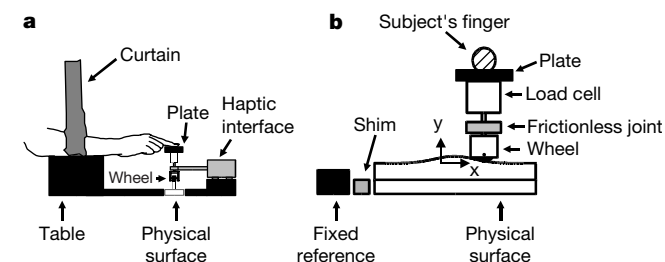 a
Curtain
Plate
Haptic
interface
Wheel
Table
Physical
surface
b
Subject's finger
Plate
Load cell
Shim
y
Frictionless joint
Wheel
x
Fixed
reference
Physical
surface